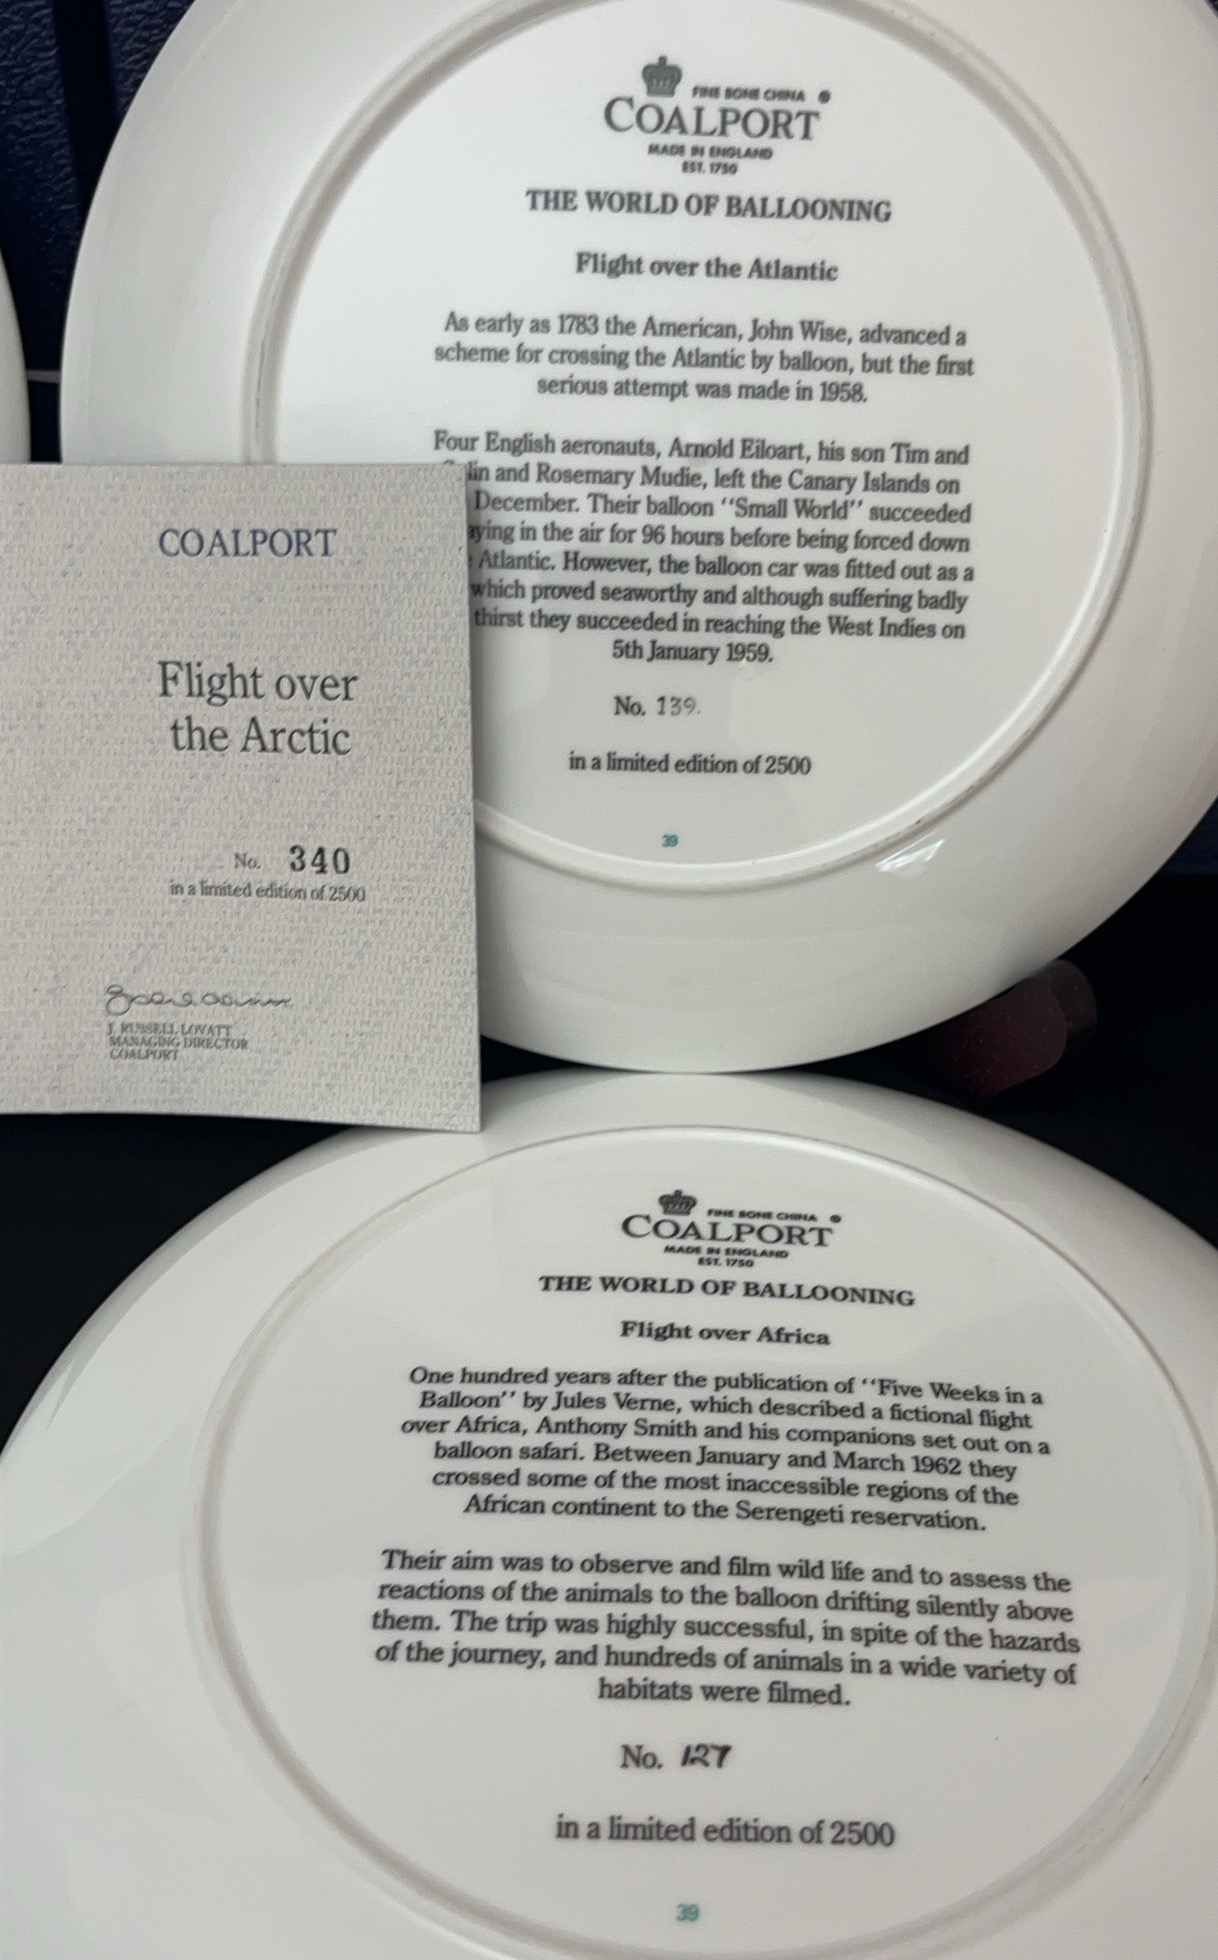 FINE BONE CHINA ®
COALPORT
MADE IN ENGLAND
EST. 1750
THE WORLD OF BALLOONING
Flight over the Atlantic
As early as 1783 the American, John Wise, advanced a
scheme for crossing the Atlantic by balloon, but the first
serious attempt was made in 1958.
Four English aeronauts, Arnold Eiloart, his son Tim and
lin and Rosemary Mudie, left the Canary Islands on
December. Their balloon ''Small World'' succeeded
ying in the air for 96 hours before being forced down
Atlantic. However, the balloon car was fitted out as a
which proved seaworthy and although suffering badly
thirst they succeeded in reaching the West Indies on
5th January 1959.
No. 139.
in a limited edition of 2500
39
COALPORT
Flight over
the Arctic
No. 340
in a limited edition of 2500
J. RUSSELL LOVATT
MANAGING DIRECTOR
COALPORT
FINE BONE CHINA ®
COALPORT
MADE IN ENGLAND
EST. 1750
THE WORLD OF BALLOONING
Flight over Africa
One hundred years after the publication of ''Five Weeks in a
Balloon'' by Jules Verne, which described a fictional flight
over Africa, Anthony Smith and his companions set out on a
balloon safari. Between January and March 1962 they
crossed some of the most inaccessible regions of the
African continent to the Serengeti reservation.
Their aim was to observe and film wild life and to assess the
reactions of the animals to the balloon drifting silently above
them. The trip was highly successful, in spite of the hazards
of the journey, and hundreds of animals in a wide variety of
habitats were filmed.
No. 127
in a limited edition of 2500
39